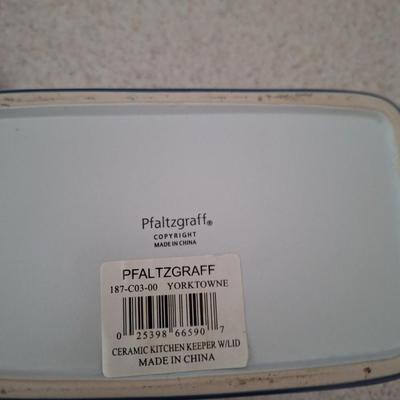 Pfaltzgraff®
COPYRIGHT
MADE IN CHINA
PFALTZGRAFF
187-C03-00 YORKTOWNE
0 25398 66590 7
CERAMIC KITCHEN KEEPER W/LID
MADE IN CHINA